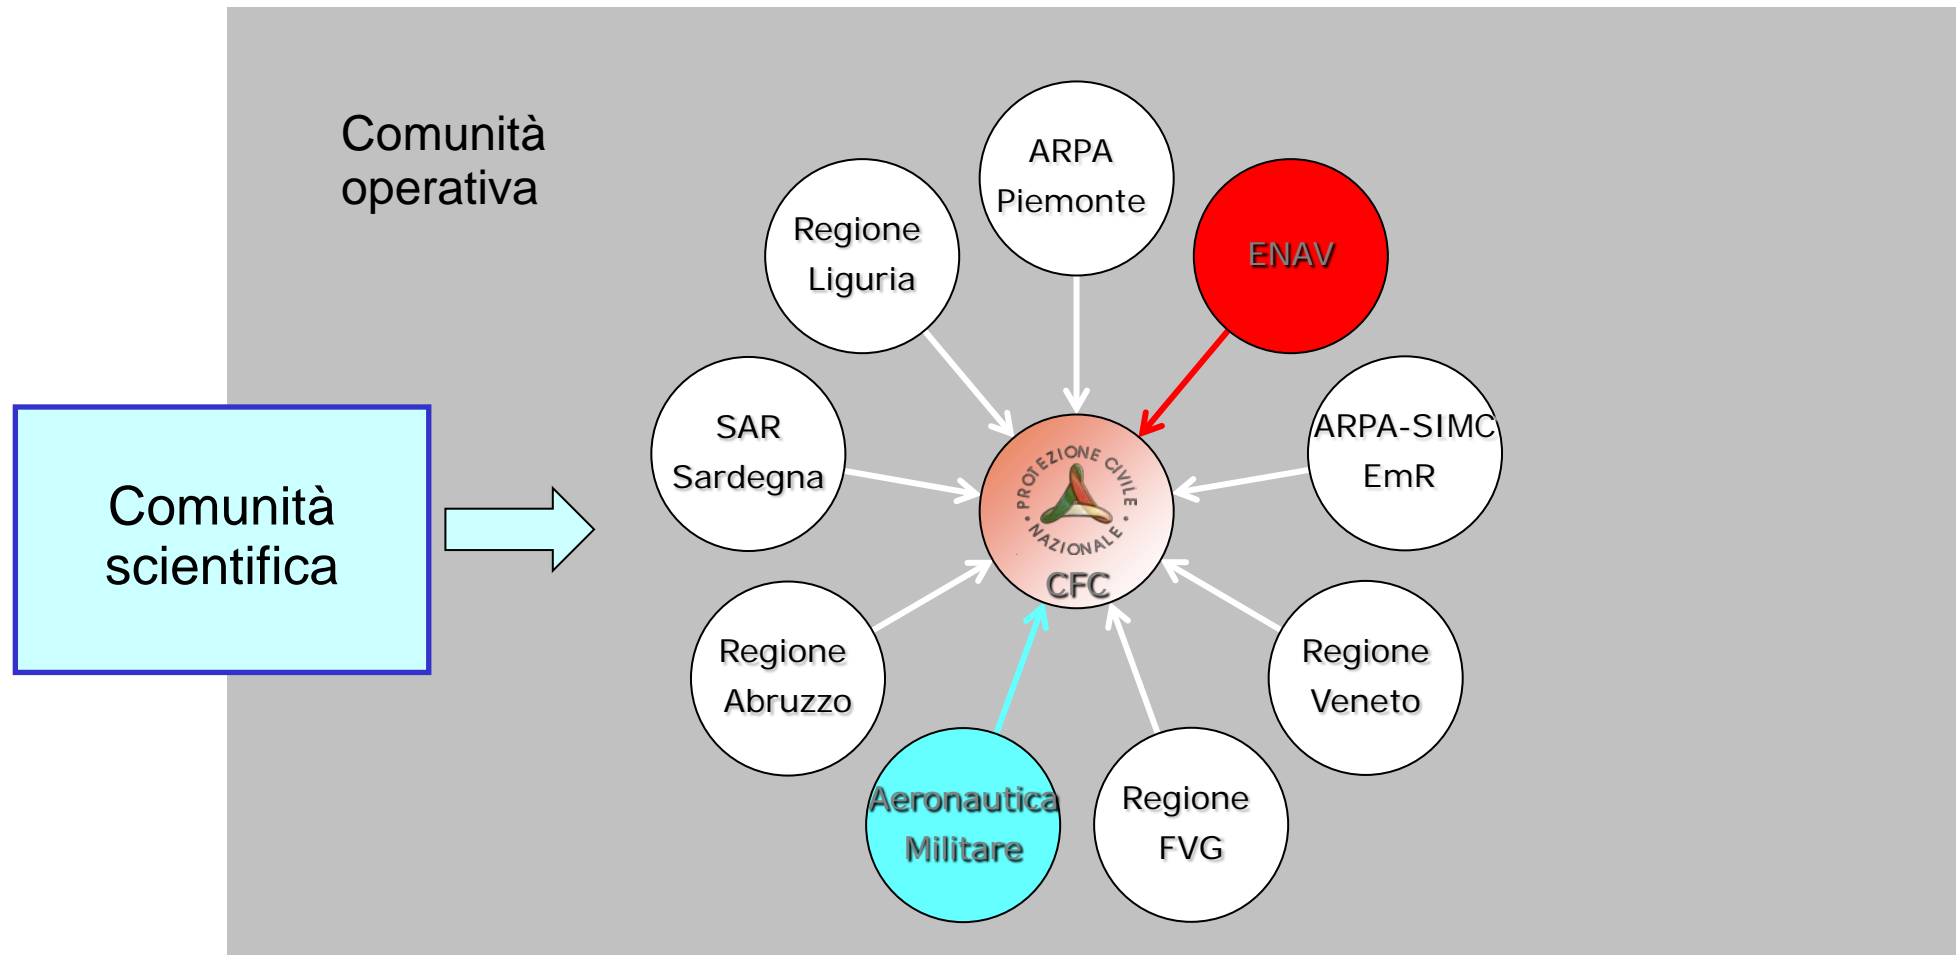 Comunità
operativa
ARPA
Piemonte
Regione
Liguria
ENAV
SAR
Sardegna
ARPA-SIMC
EmR
Comunità
scientifica
PROTEZIONE CIVILE
• NAZIONALE •
CFC
Regione
Abruzzo
Regione
Veneto
Aeronautica
Militare
Regione
FVG